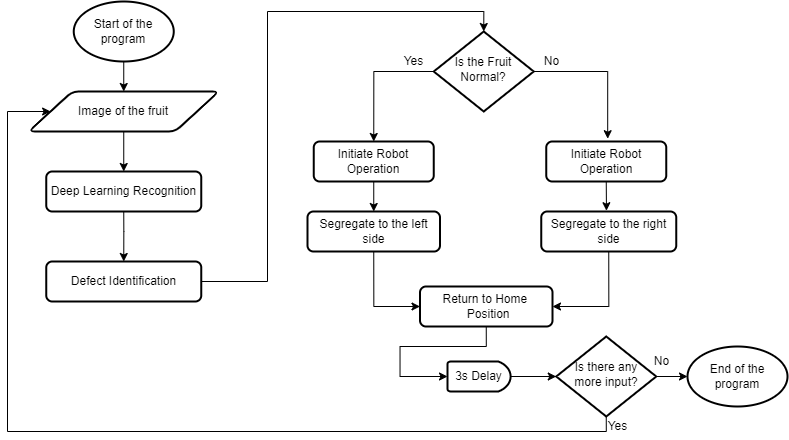 Start of the
program
Image of the fruit
Deep Learning Recognition
Defect Identification
Is the Fruit
Normal?
Yes
No
Initiate Robot
Operation
Initiate Robot
Operation
Segregate to the left
side
Segregate to the right
side
Return to Home
Position
3s Delay
Is there any
more input?
No
Yes
End of the
program